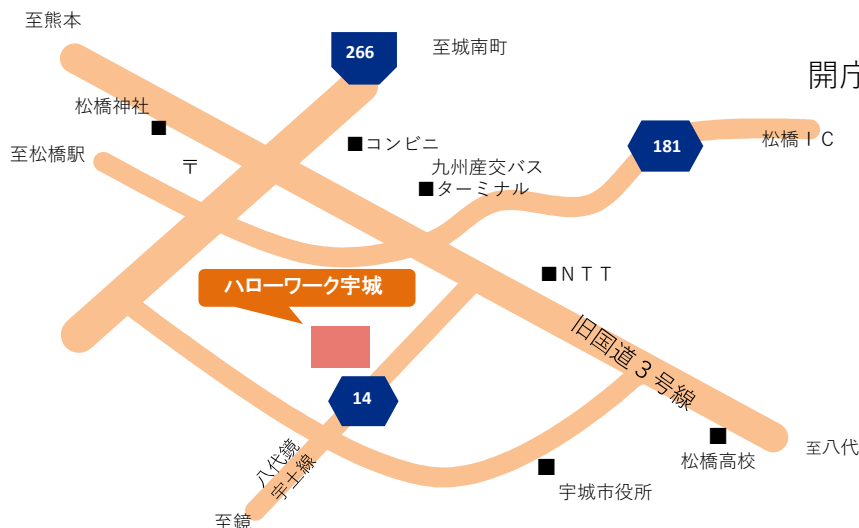 至熊本
266
至城南町
開庁
松橋神社
コンビニ
181
松橋ＩＣ
至松橋駅
〒
九州産交バス
ターミナル
ＮＴＴ
ハローワーク宇城
旧国道３号線
14
八代鏡
宇土線
松橋高校
至八代
宇城市役所
至鏡